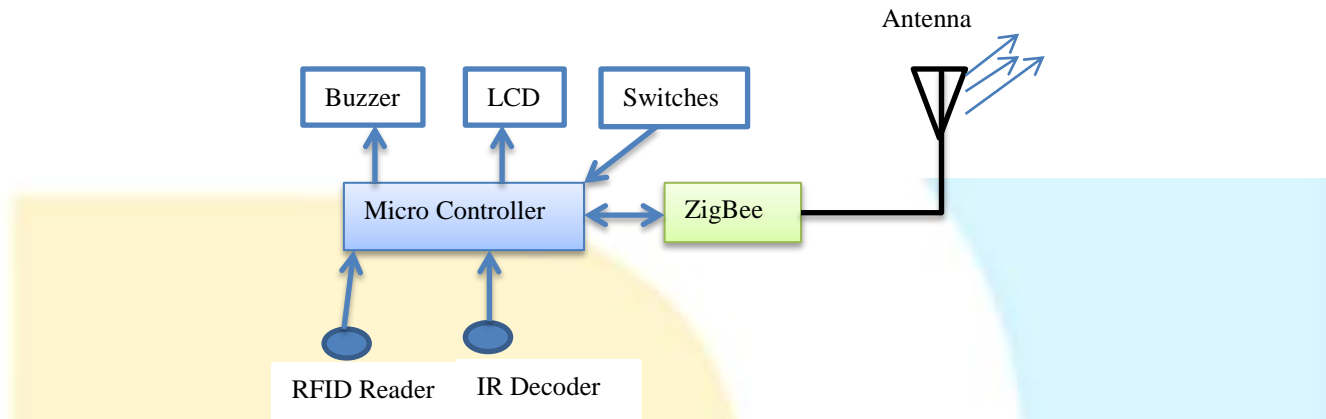 Antenna
Buzzer
LCD
Switches
Micro Controller
ZigBee
RFID Reader
IR Decoder